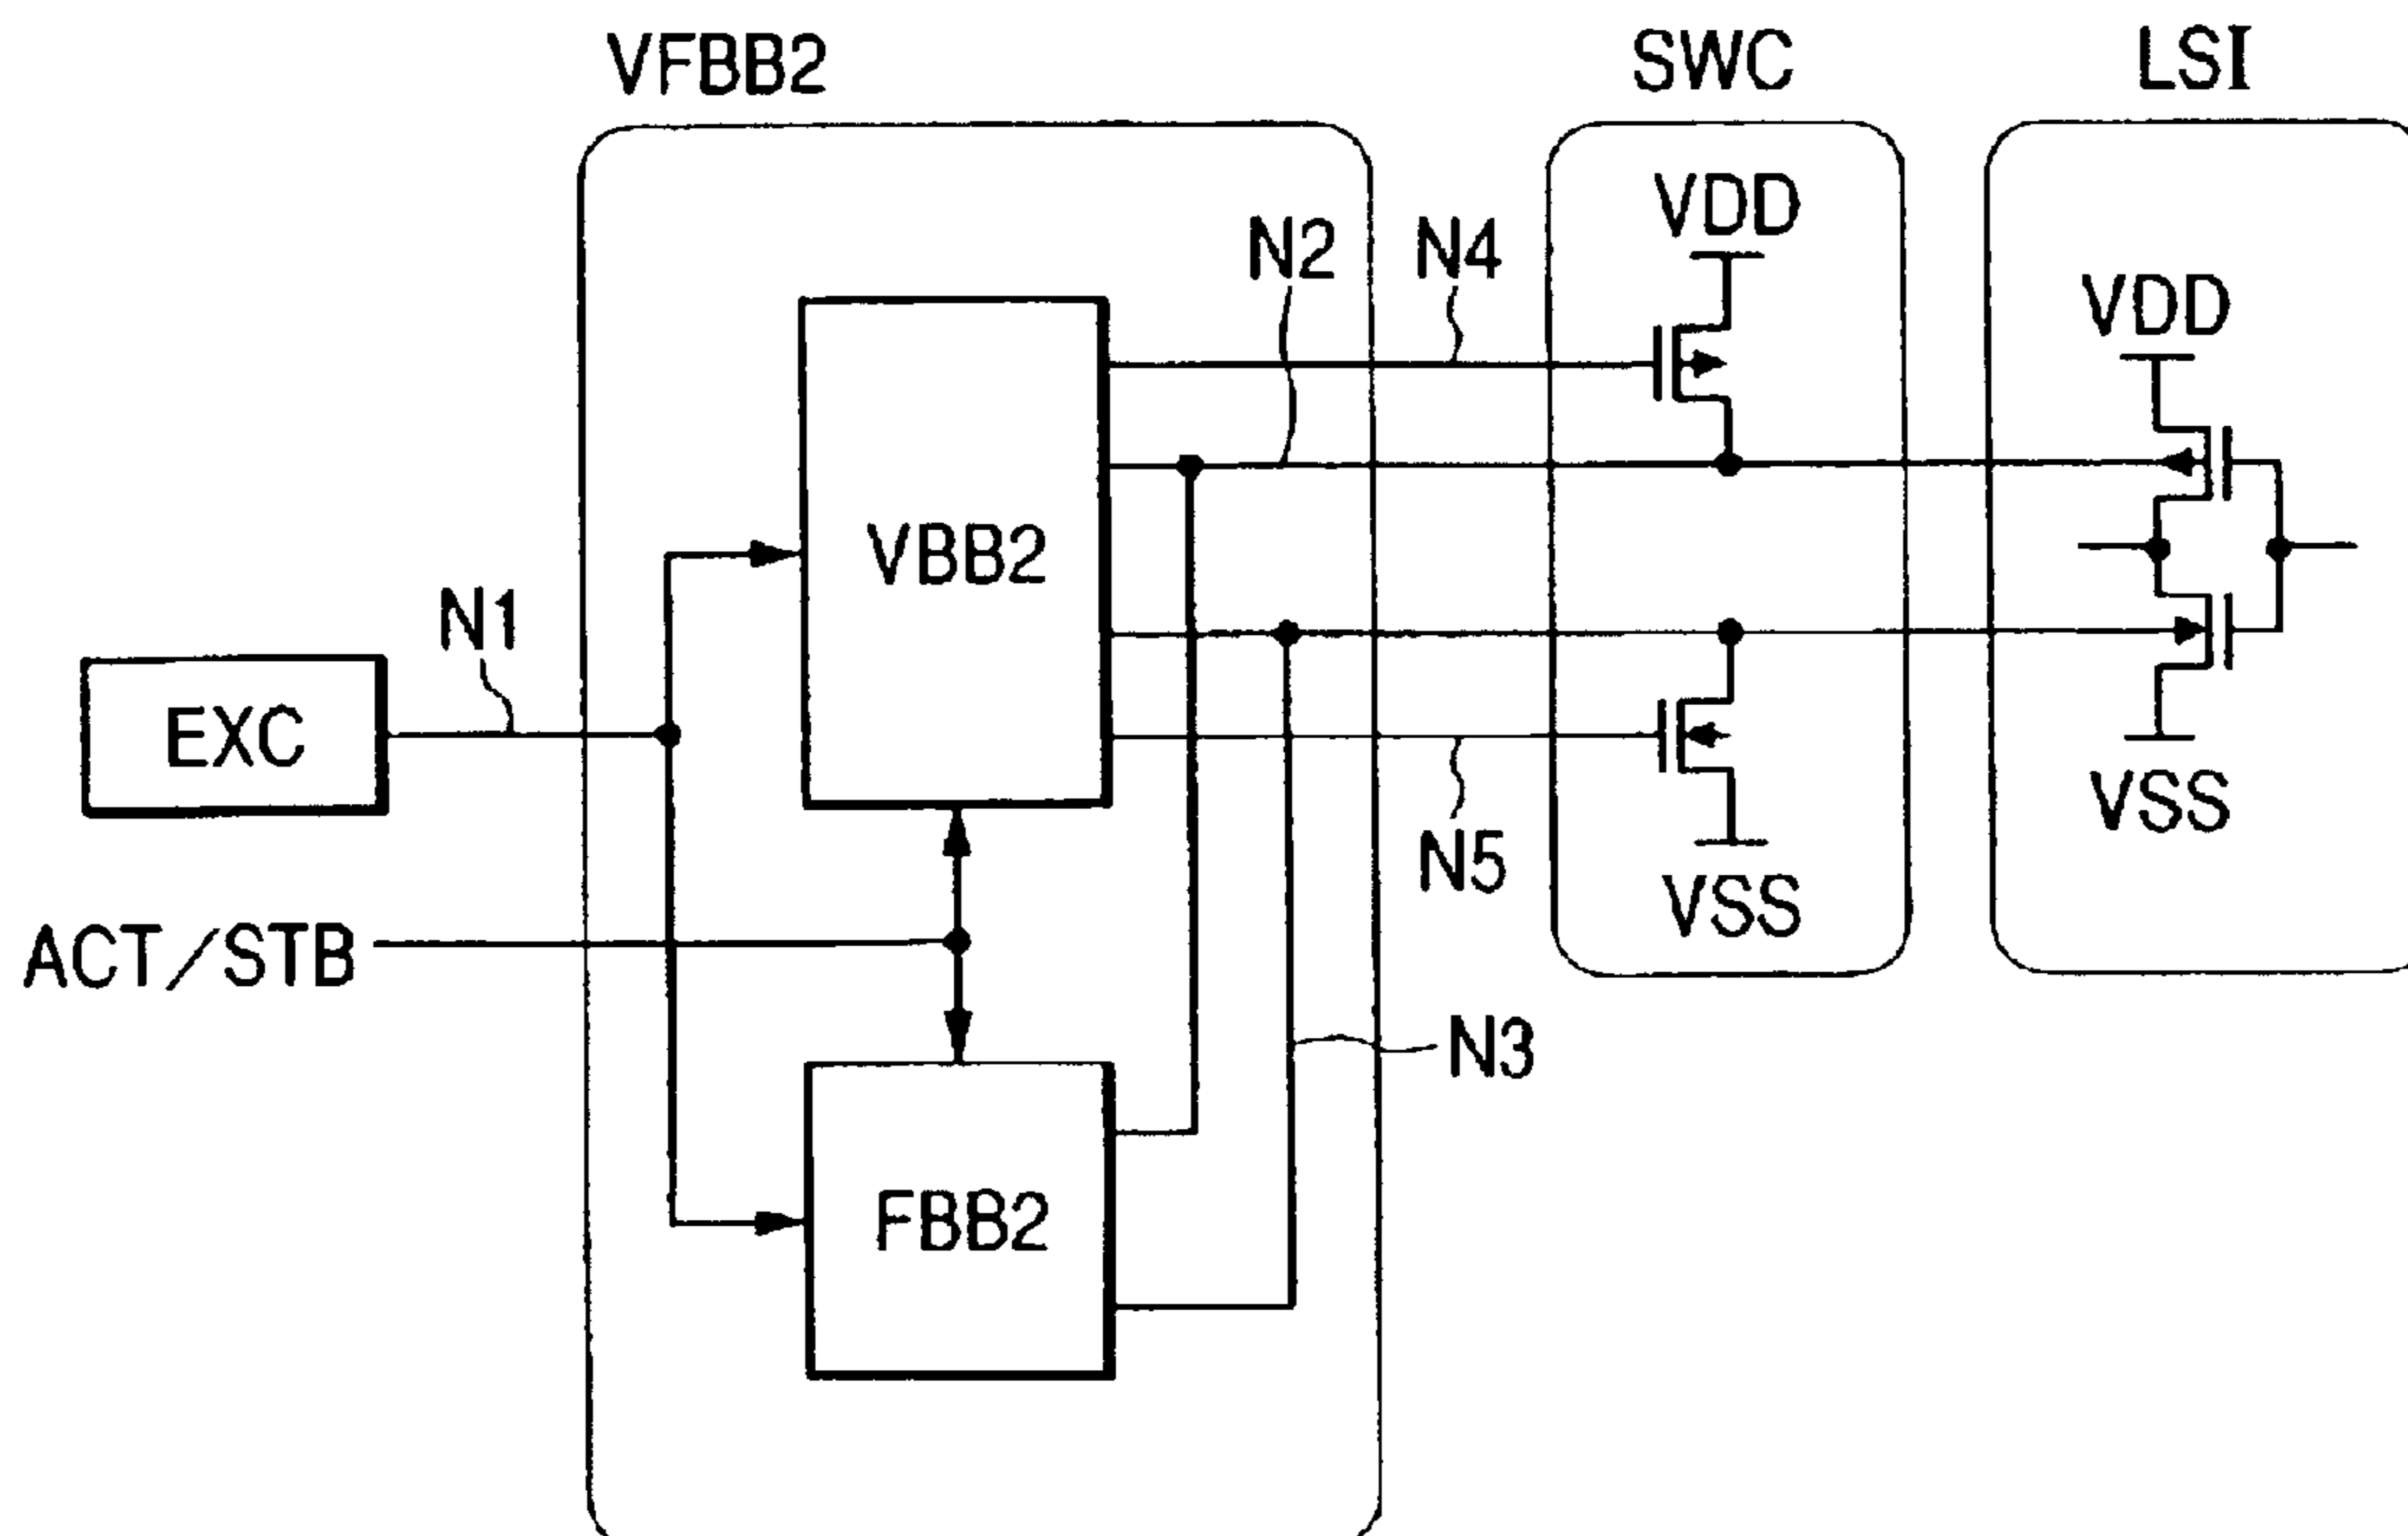 VFBB2
SWC
LSI
VDD
N2
N4
VDD
VBB2
N1
EXC
VSS
N5
VSS
ACT/STB
N3
FBB2